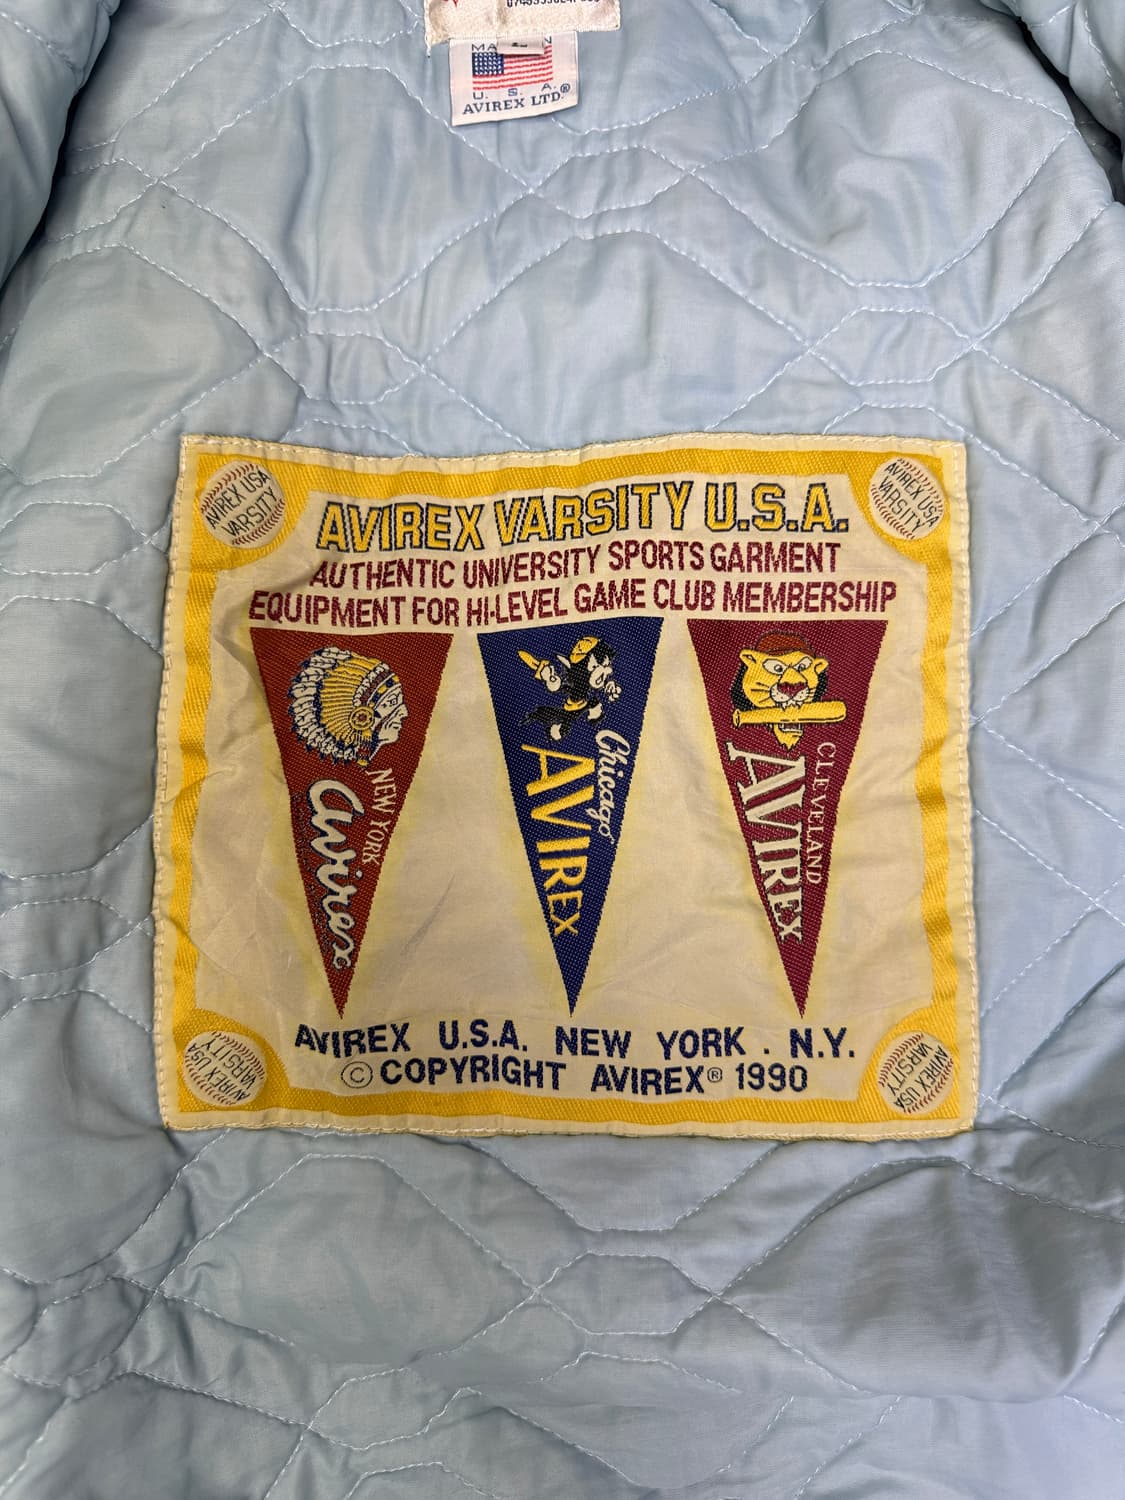 U. S. A.®
AVIREX LTD.®
AVIREX USA
VARSITY
AVIREX USA
VARSITY
AVIREX VARSITY U.S.A.
AUTHENTIC UNIVERSITY SPORTS GARMENT
EQUIPMENT FOR HI-LEVEL GAME CLUB MEMBERSHIP
NEW YORK
Avirex
Chicago
AVIREX
CLEVELAND
AVIREX
AVIREX U.S.A. NEW YORK . N.Y.
© COPYRIGHT AVIREX® 1990
AVIREX USA
VARSITY
AVIREX USA
VARSITY